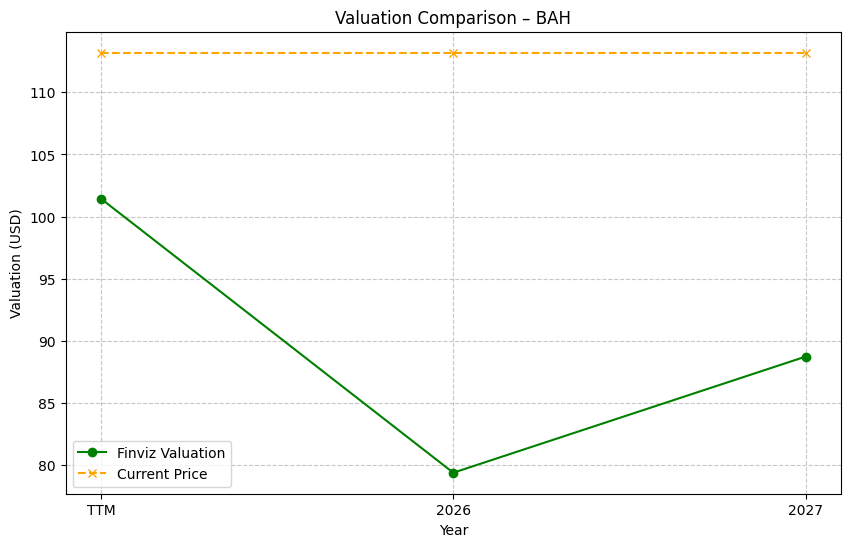 Valuation Comparison – BAH
Valuation (USD)
110
105
100
95
90
85
80
Finviz Valuation
Current Price
TTM
2026
2027
Year